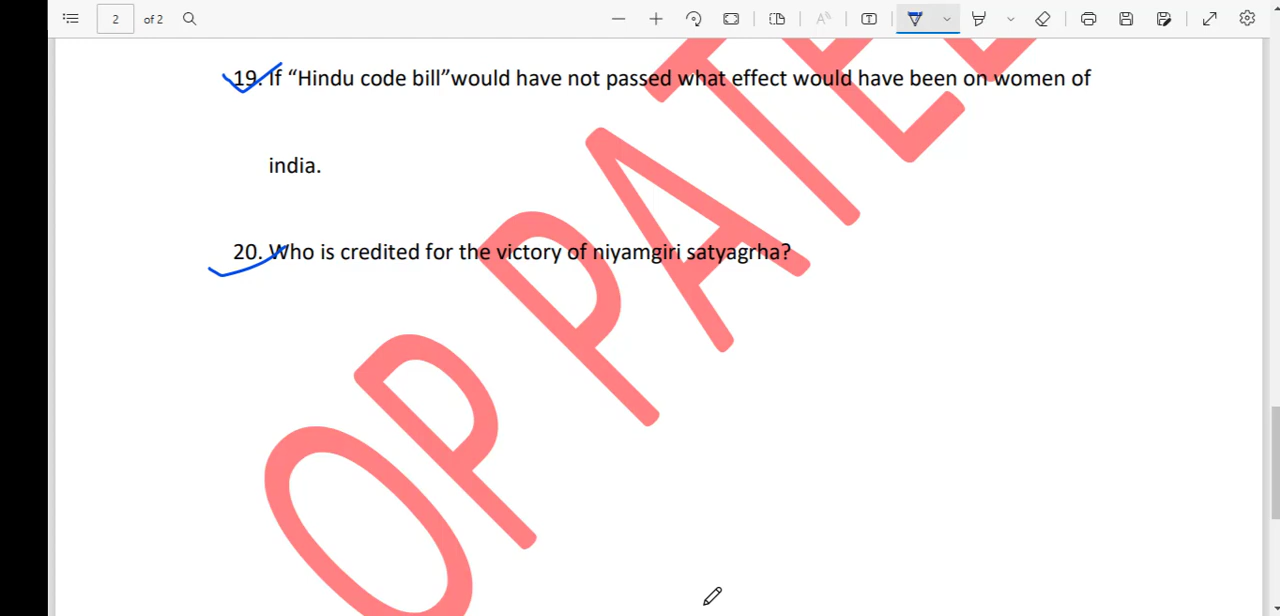 2 of 2
19. If “Hindu code bill”would have not passed what effect would have been on women of
india.
20. Who is credited for the victory of niyamgiri satyagrha?
OP PATEL